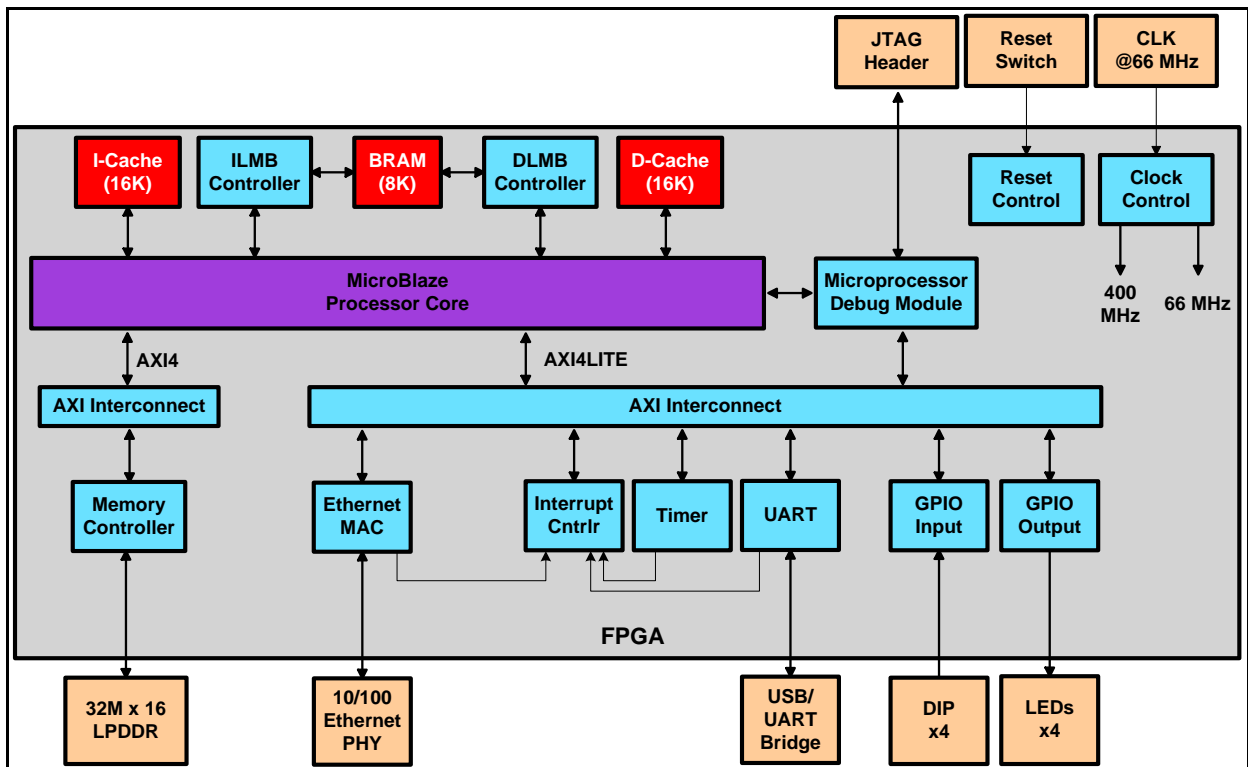 JTAG
Header
Reset
Switch
CLK
@66 MHz
I-Cache
(16K)
ILMB
Controller
BRAM
(8K)
DLMB
Controller
D-Cache
(16K)
Reset
Control
Clock
Control
MicroBlaze
Processor Core
Microprocessor
Debug Module
400
MHz
66 MHz
AXI4
AXI4LITE
AXI Interconnect
AXI Interconnect
Memory
Controller
Ethernet
MAC
Interrupt
Cntrlr
Timer
UART
GPIO
Input
GPIO
Output
FPGA
32M x 16
LPDDR
10/100
Ethernet
PHY
USB/
UART
Bridge
DIP
x4
LEDs
x4